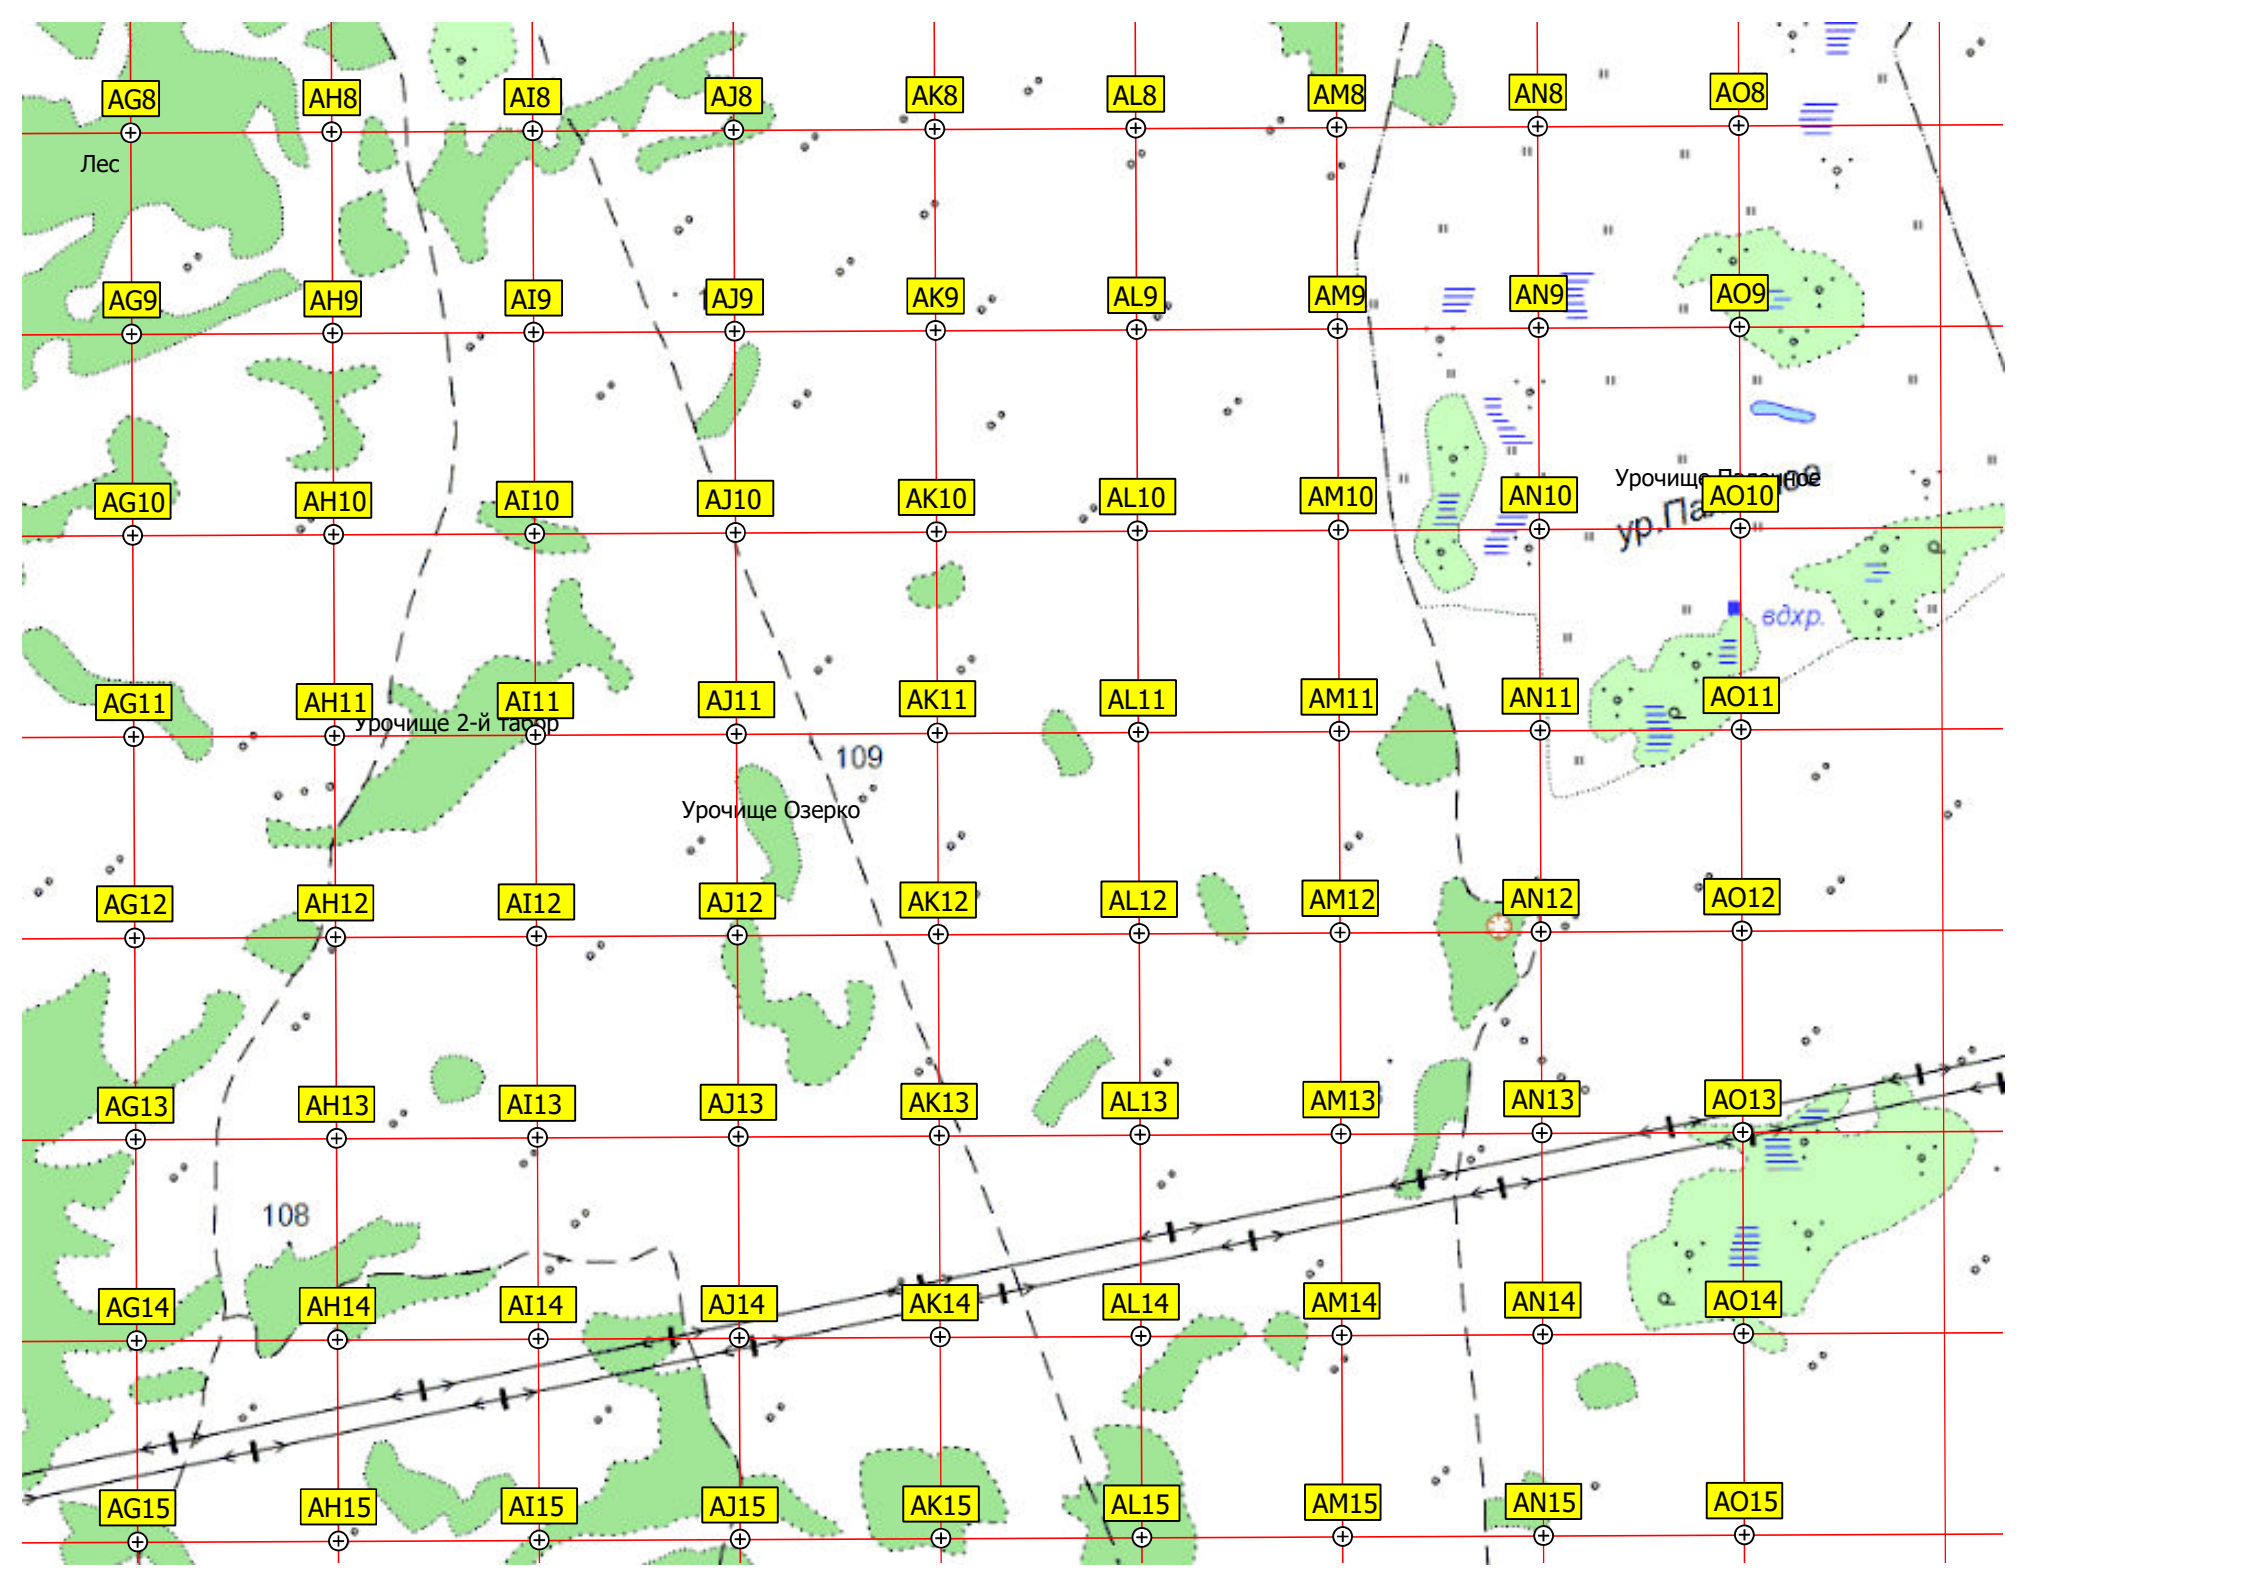 AG8 AH8 AI8 AJ8 AK8 AL8 AM8 AN8 AO8
Лес
AG9 AH9 AI9 AJ9 AK9 AL9 AM9 AN9 AO9
Урочище
AG10 AH10 AI10 AJ10 AK10 AL10 AM10 AN10 AO10
вдхр.
AG11 AH11 AI11 AJ11 AK11 AL11 AM11 AN11 AO11
Урочище 2-й табор
109
Урочище Озерко
AG12 AH12 AI12 AJ12 AK12 AL12 AM12 AN12 AO12
AG13 AH13 AI13 AJ13 AK13 AL13 AM13 AN13 AO13
108
AG14 AH14 AI14 AJ14 AK14 AL14 AM14 AN14 AO14
AG15 AH15 AI15 AJ15 AK15 AL15 AM15 AN15 AO15